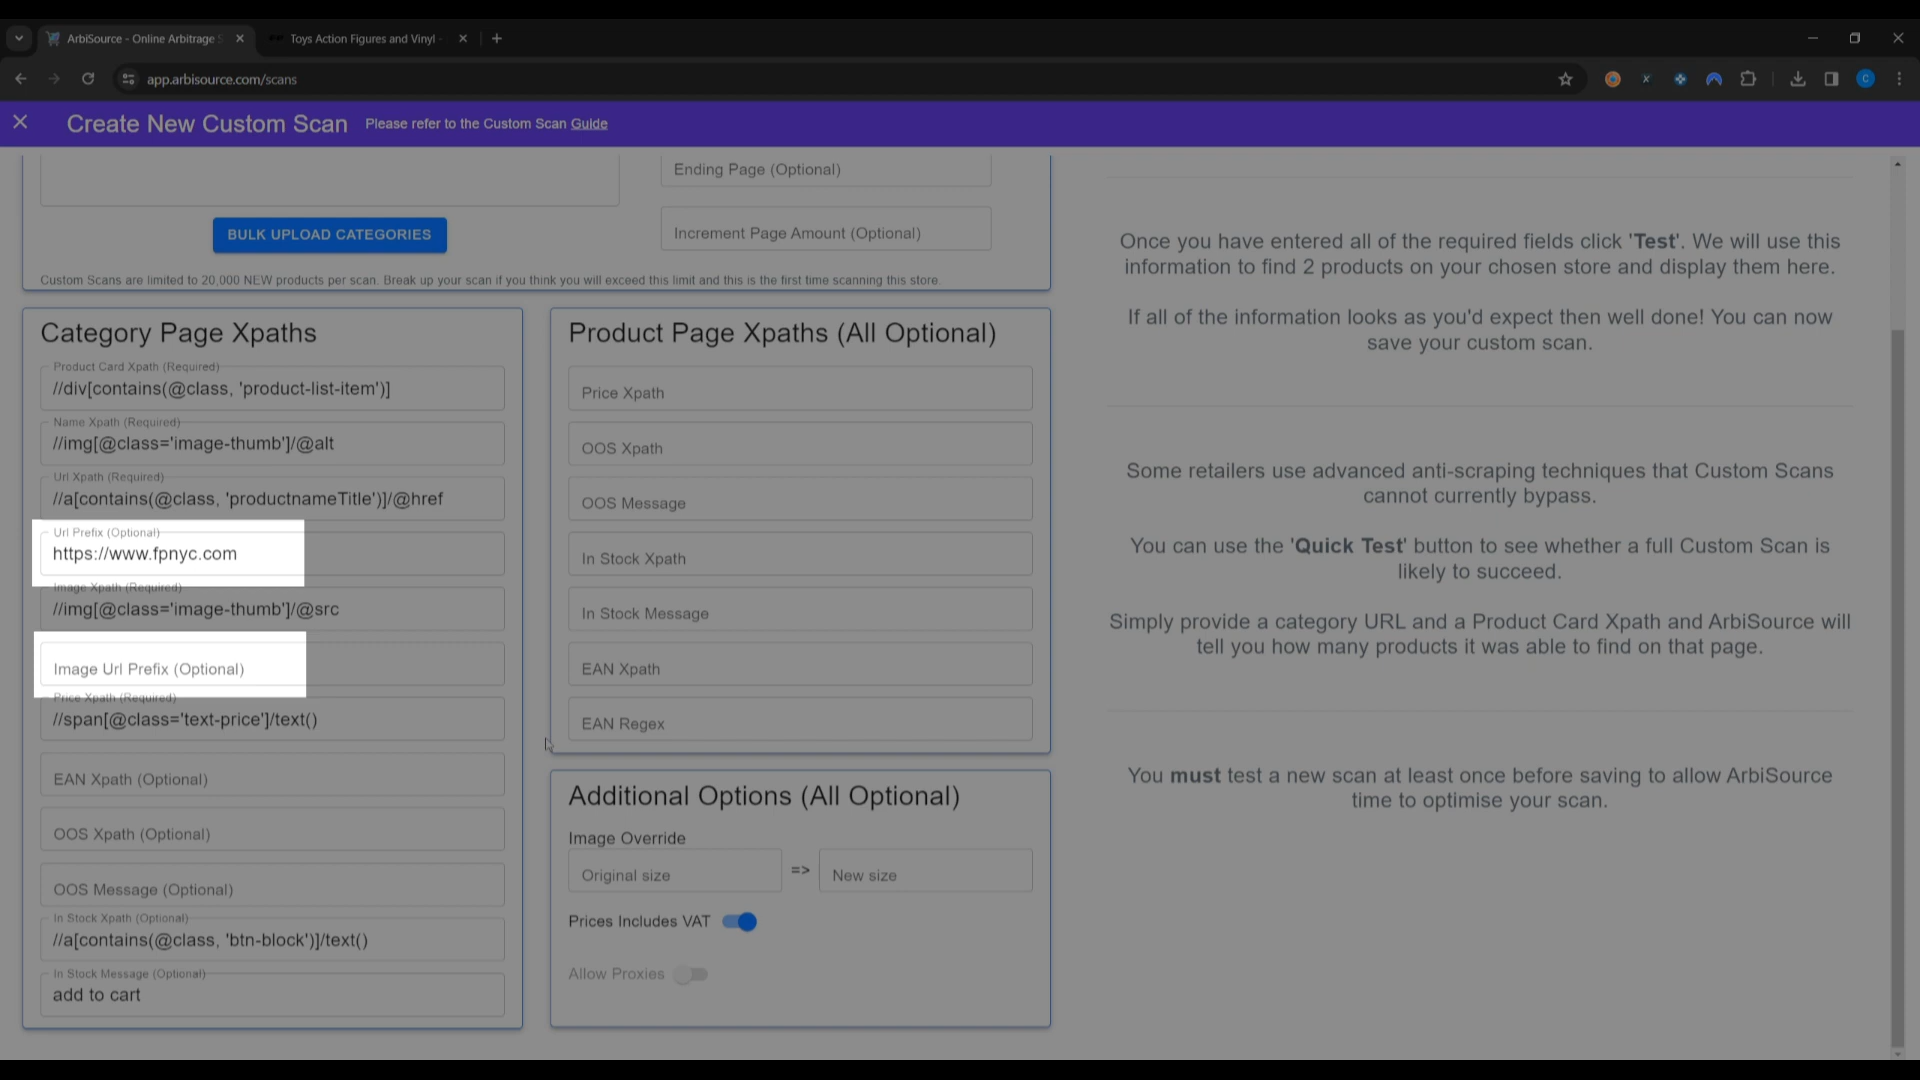 ArbiSource - Online Arbitrage S
Toys Action Figures and Vinyl -
app.arbisource.com/scans
C
Create New Custom Scan
Please refer to the Custom Scan Guide
Ending Page (Optional)
BULK UPLOAD CATEGORIES
Increment Page Amount (Optional)
Custom Scans are limited to 20,000 NEW products per scan. Break up your scan if you think you will exceed this limit and this is the first time scanning this store.
Category Page Xpaths
Product Card Xpath (Required)
//div[contains(@class, 'product-list-item')]
Name Xpath (Required)
//img[@class='image-thumb']/@alt
Url Xpath (Required)
//a[contains(@class, 'productnameTitle')]/@href
Url Prefix (Optional)
https://www.fpnyc.com
Image Xpath (Required)
//img[@class='image-thumb']/@src
Image Url Prefix (Optional)
Price Xpath (Required)
//span[@class='text-price']/text()
EAN Xpath (Optional)
OOS Xpath (Optional)
OOS Message (Optional)
In Stock Xpath (Optional)
//a[contains(@class, 'btn-block')]/text()
In Stock Message (Optional)
add to cart
Product Page Xpaths (All Optional)
Price Xpath
OOS Xpath
OOS Message
In Stock Xpath
In Stock Message
EAN Xpath
EAN Regex
Additional Options (All Optional)
Image Override
Original size
=>
New size
Prices Includes VAT
Allow Proxies
Once you have entered all of the required fields click 'Test'. We will use this
information to find 2 products on your chosen store and display them here.
If all of the information looks as you'd expect then well done! You can now
save your custom scan.
Some retailers use advanced anti-scraping techniques that Custom Scans
cannot currently bypass.
You can use the 'Quick Test' button to see whether a full Custom Scan is
likely to succeed.
Simply provide a category URL and a Product Card Xpath and ArbiSource will
tell you how many products it was able to find on that page.
You must test a new scan at least once before saving to allow ArbiSource
time to optimise your scan.